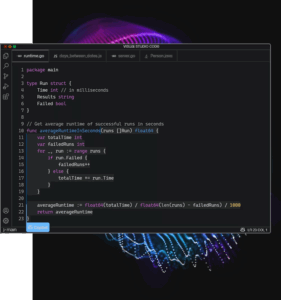 VISUAL STUDIO CODE
runtime.go
days_between_dates.js
server.go
Person.java
1 package main
2
3 type Run struct {
4 Time int // in milliseconds
5 Results string
6 Failed bool
7 }
8
9 // Get average runtime of successful runs in seconds
10 func averageRuntimeInSeconds(runs []Run) float64 {
11 var totalTime int
12 var failedRuns int
13 for _, run := range runs {
14 if run.Failed {
15 failedRuns++
16 } else {
17 totalTime += run.Time
18 }
19 }
20
21 averageRuntime := float64(totalTime) / float64(len(runs) - failedRuns) / 1000
22 return averageRuntime
23 }
main